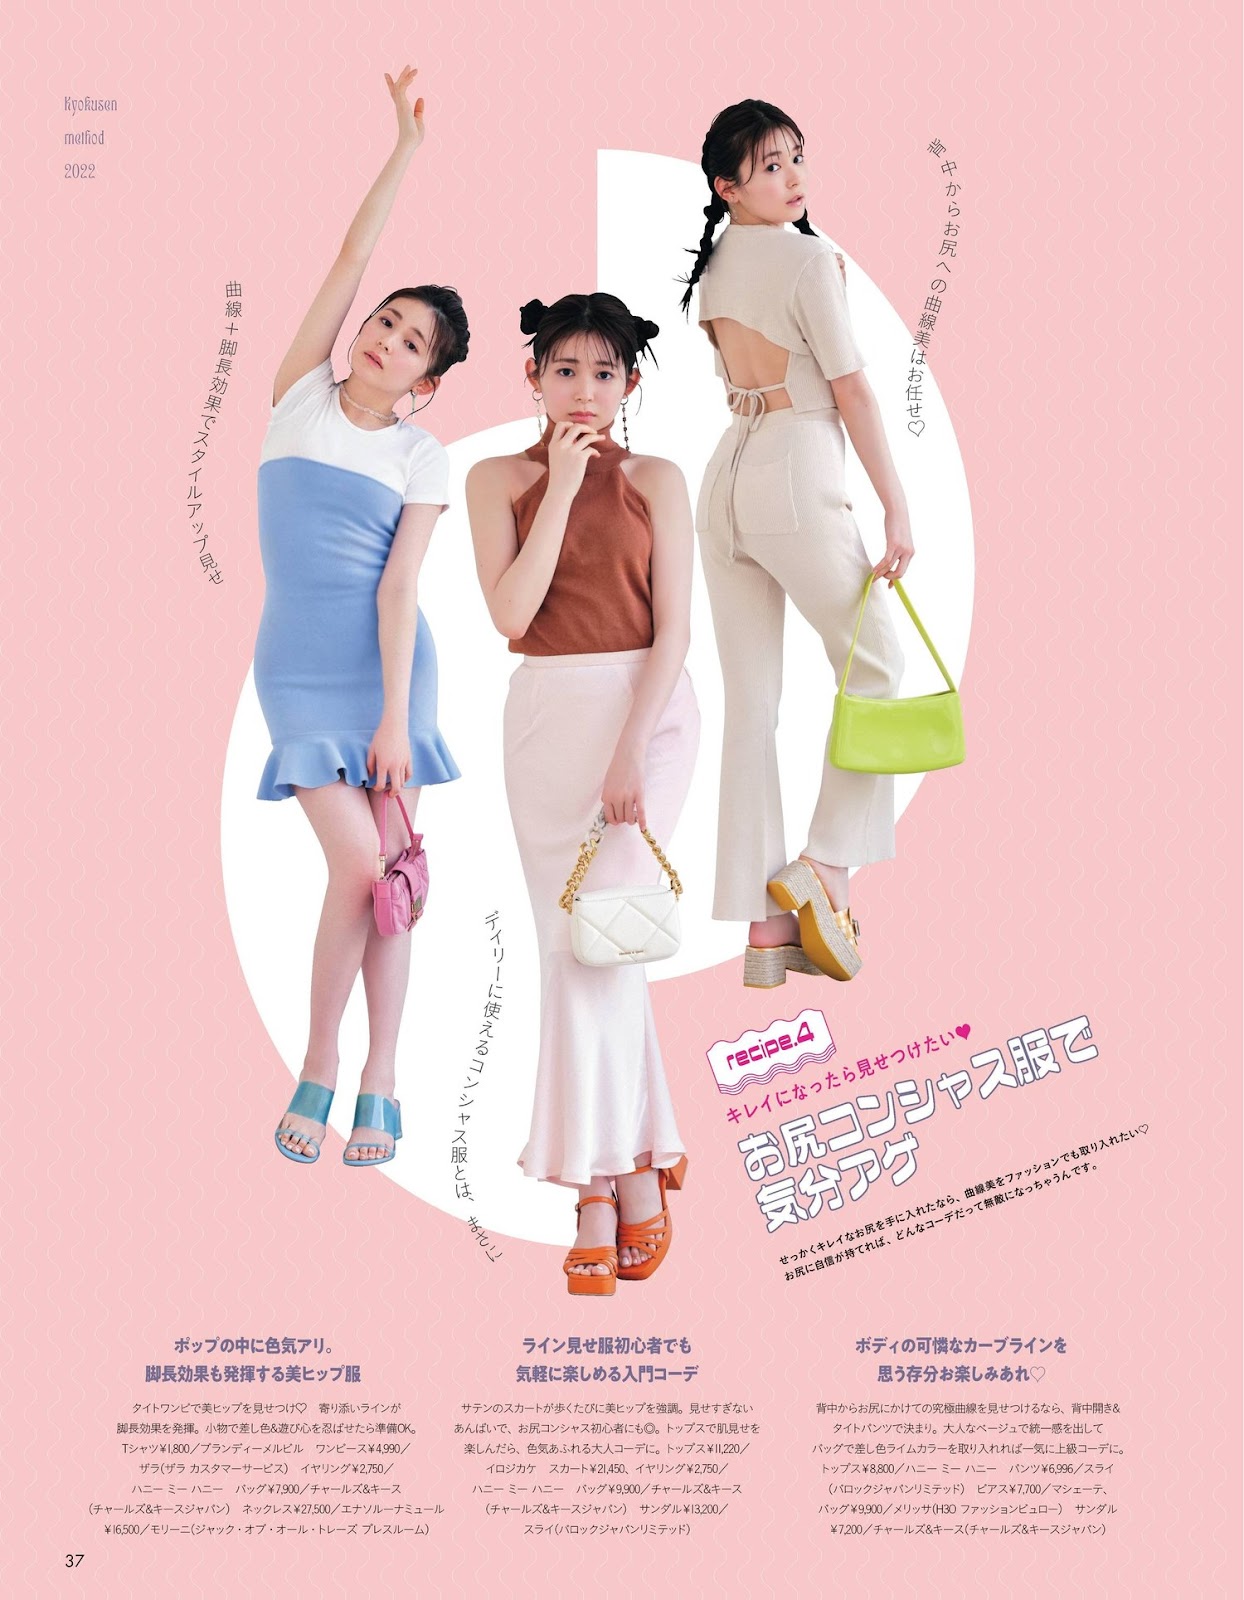 Kyokusen
method
2022
曲線+脚長効果でスタイルアップ見せ
デイリーに使えるコンシャス服とは、まさに!
背中からお尻への曲線美はお任せ♡
recipe.4
キレイになったら見せつけたい♥
お尻コンシャス服で
気分アゲ
せっかくキレイなお尻を手に入れたなら、曲線美をファッションでも取り入れたい♡
お尻に自信が持てれば、どんなコーデだって無敵になっちゃうんです。
ポップの中に色気アリ。
脚長効果も発揮する美ヒップ服
タイトワンピで美ヒップを見せつけ♡　寄り添いラインが
脚長効果を発揮。小物で差し色&遊び心を忍ばせたら準備OK。
Tシャツ¥1,800／ブランディーメルビル　ワンピース¥4,990／
ザラ(ザラ カスタマーサービス)　イヤリング¥2,750／
ハニー ミー ハニー　バッグ¥7,900／チャールズ&キース
(チャールズ&キースジャパン)　ネックレス¥27,500／エナソルーナミュール
¥16,500／モリーニ(ジャック・オブ・オール・トレーズ プレスルーム)
ライン見せ服初心者でも
気軽に楽しめる入門コーデ
サテンのスカートが歩くたびに美ヒップを強調。見せすぎない
あんばいで、お尻コンシャス初心者にも◎。トップスで肌見せを
楽しんだら、色気あふれる大人コーデに。トップス¥11,220／
イロジカケ　スカート¥21,450、イヤリング¥2,750／
ハニー ミー ハニー　バッグ¥9,900／チャールズ&キース
(チャールズ&キースジャパン)　サンダル¥13,200／
スライ(バロックジャパンリミテッド)
ボディの可憐なカーブラインを
思う存分お楽しみあれ♡
背中からお尻にかけての究極曲線を見せつけるなら、背中開き&
タイトパンツで決まり。大人なベージュで統一感を出して
バッグで差し色ライムカラーを取り入れれば一気に上級コーデに。
トップス¥8,800／ハニー ミー ハニー　パンツ¥6,996／スライ
(バロックジャパンリミテッド)　ピアス¥7,700／マシェーテ、
バッグ¥9,900／メリッサ(H3O ファッションビュロー)　サンダル
¥7,200／チャールズ&キース(チャールズ&キースジャパン)
37